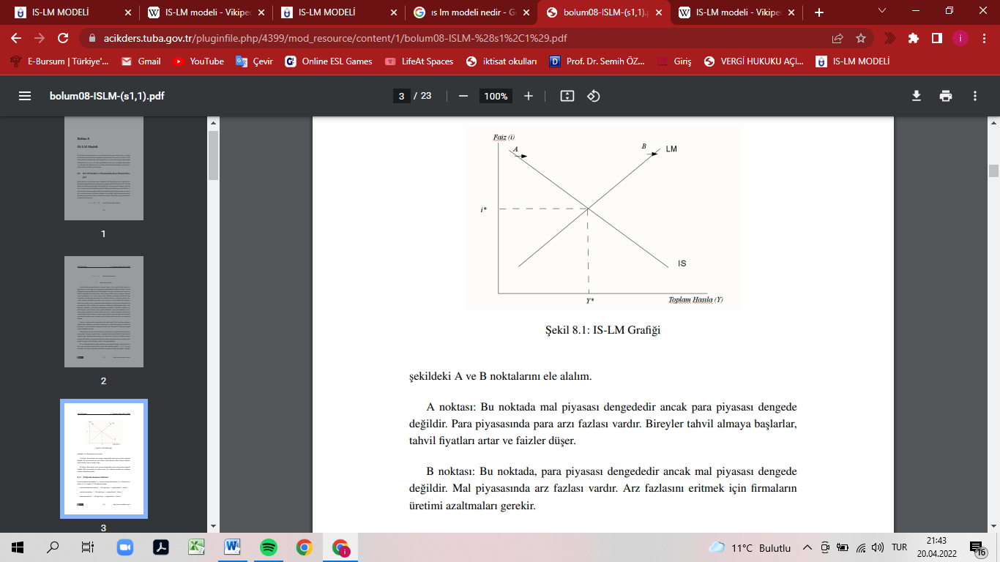 IS-LM MODELİ
IS-LM modeli - Vikipe
IS-LM MODELİ
ıs lm modeli nedir - G
bolum08-ISLM-(s1,1).p
IS-LM modeli - Vikipe
acikders.tuba.gov.tr/pluginfile.php/4399/mod_resource/content/1/bolum08-ISLM-%28s1%2C1%29.pdf
E-Bursum | Türkiye'...
Gmail
YouTube
Çevir
Online ESL Games
LifeAt Spaces
iktisat okulları
Prof. Dr. Semih ÖZ...
Giriş
VERGİ HUKUKU AÇI...
IS-LM MODELİ
bolum08-ISLM-(s1,1).pdf
3 / 23
100%
Bölüm 8
IS-LM Modeli
1
2
3
Faiz (i)
A
B
LM
i*
IS
Y*
Toplam Hasıla (Y)
Şekil 8.1: IS-LM Grafiği
şekildeki A ve B noktalarını ele alalım.
A noktası: Bu noktada mal piyasası dengededir ancak para piyasası dengede
değildir. Para piyasasında para arzı fazlası vardır. Bireyler tahvil almaya başlarlar,
tahvil fiyatları artar ve faizler düşer.
B noktası: Bu noktada, para piyasası dengededir ancak mal piyasası dengede
değildir. Mal piyasasında arz fazlası vardır. Arz fazlasını eritmek için firmaların
üretimi azaltmaları gerekir.
11°C Bulutlu
TUR
21:43
20.04.2022
16